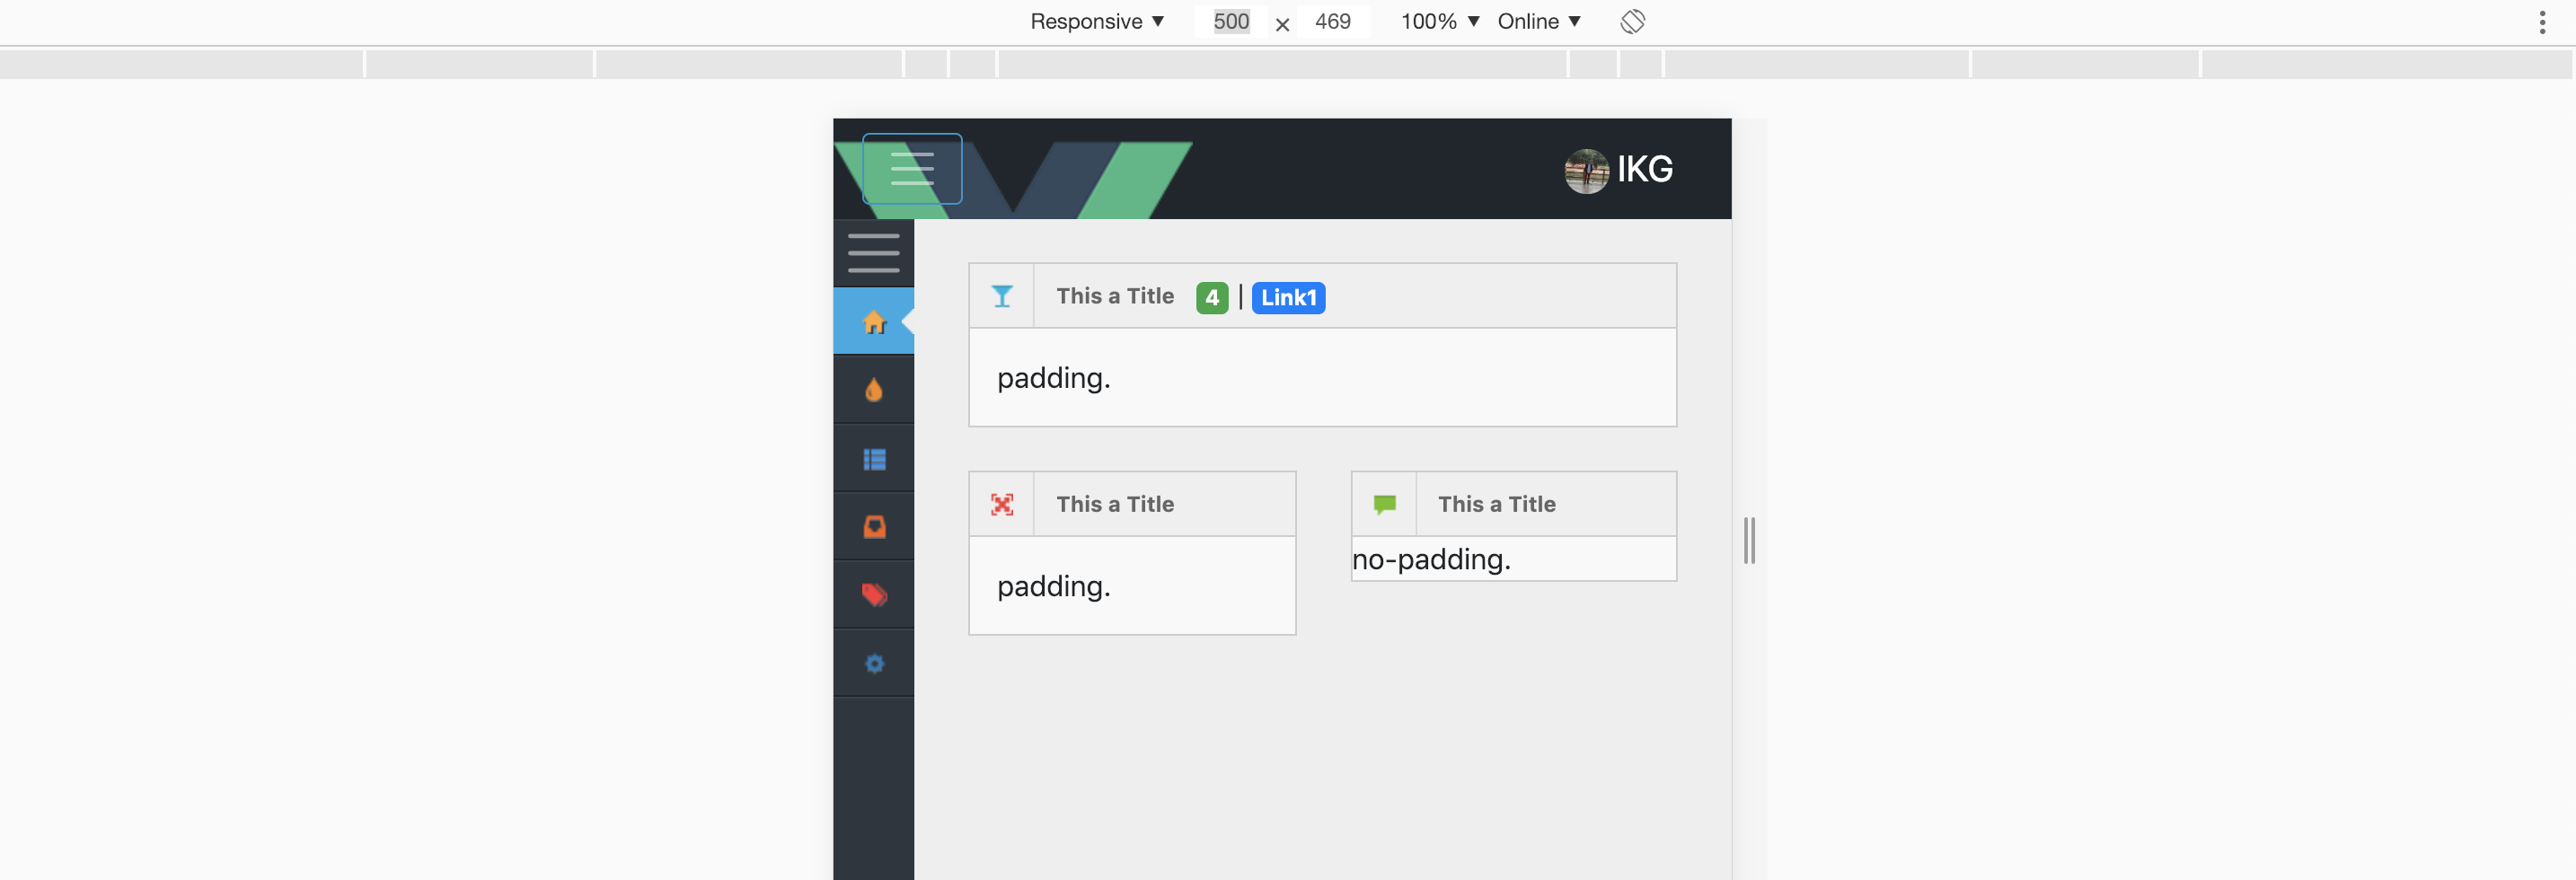 Responsive ▼ 500 × 469 100% ▼ Online ▼
IKG
This a Title 4 | Link1
padding.
This a Title
padding.
This a Title
no-padding.